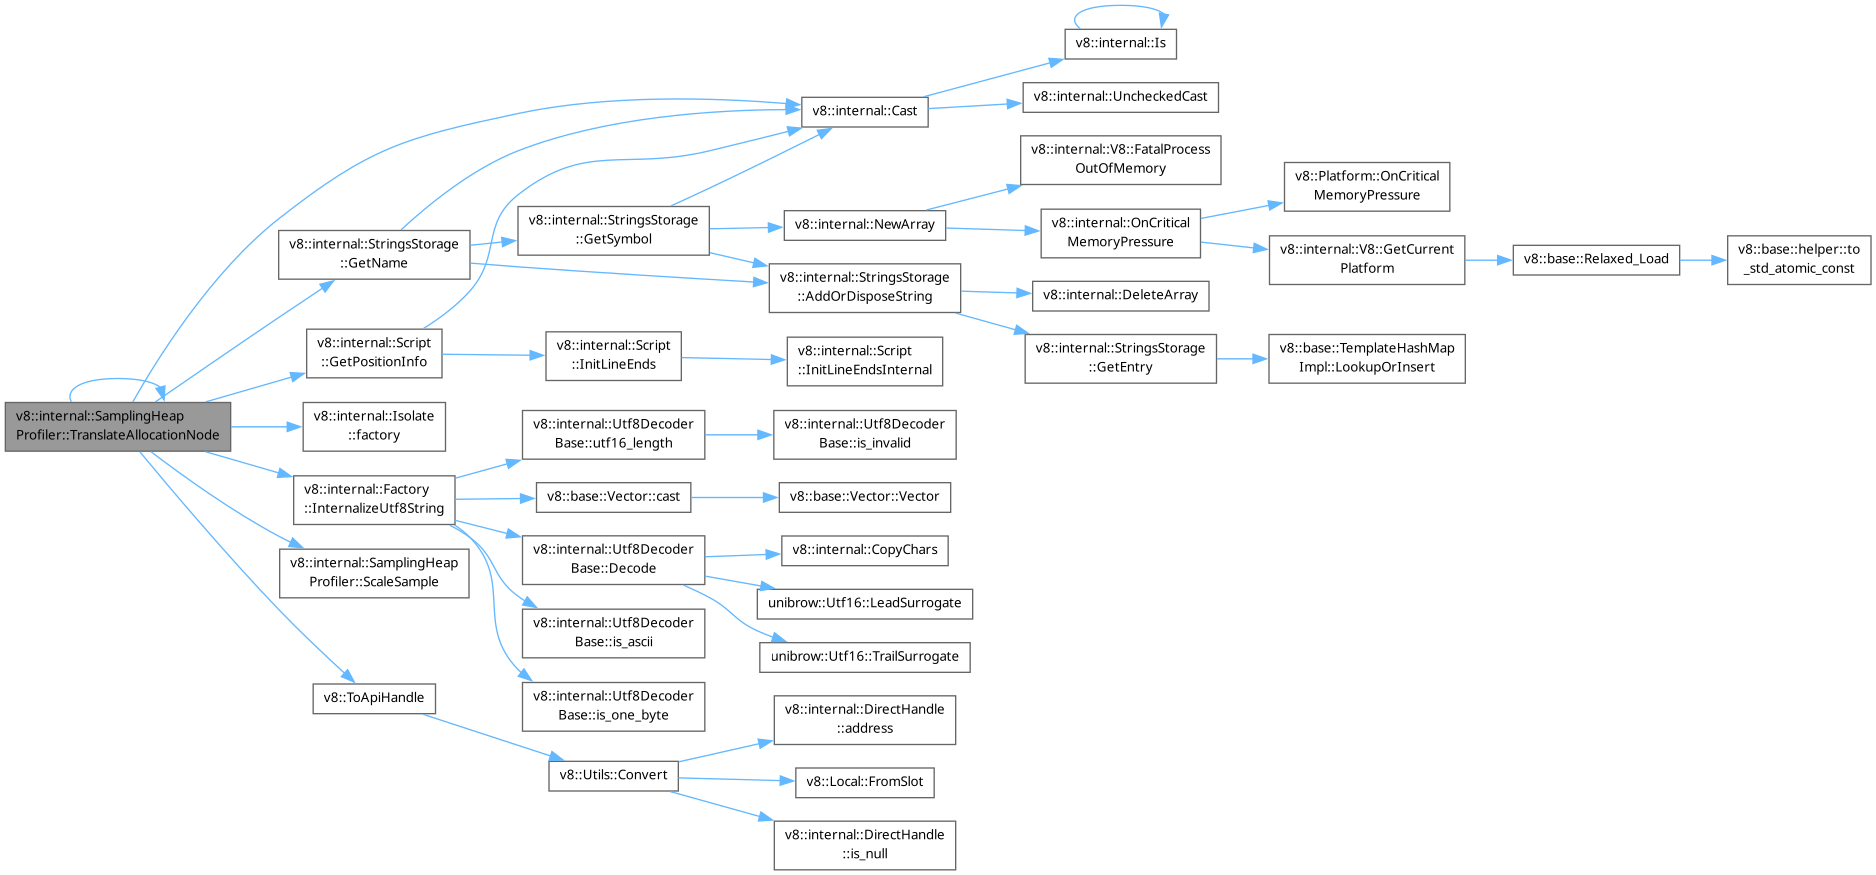 v8::internal::Is
v8::internal::UncheckedCast
v8::internal::Cast
v8::internal::V8::FatalProcess
OutOfMemory
v8::Platform::OnCritical
MemoryPressure
v8::internal::StringsStorage
::GetSymbol
v8::internal::NewArray
v8::internal::OnCritical
MemoryPressure
v8::internal::StringsStorage
::GetName
v8::internal::V8::GetCurrent
Platform
v8::base::Relaxed_Load
v8::base::helper::to
_std_atomic_const
v8::internal::StringsStorage
::AddOrDisposeString
v8::internal::DeleteArray
v8::internal::Script
::GetPositionInfo
v8::internal::Script
::InitLineEnds
v8::internal::Script
::InitLineEndsInternal
v8::internal::StringsStorage
::GetEntry
v8::base::TemplateHashMap
Impl::LookupOrInsert
v8::internal::SamplingHeap
Profiler::TranslateAllocationNode
v8::internal::Isolate
::factory
v8::internal::Utf8Decoder
Base::utf16_length
v8::internal::Utf8Decoder
Base::is_invalid
v8::internal::Factory
::InternalizeUtf8String
v8::base::Vector::cast
v8::base::Vector::Vector
v8::internal::Utf8Decoder
Base::Decode
v8::internal::CopyChars
v8::internal::SamplingHeap
Profiler::ScaleSample
unibrow::Utf16::LeadSurrogate
v8::internal::Utf8Decoder
Base::is_ascii
unibrow::Utf16::TrailSurrogate
v8::ToApiHandle
v8::internal::Utf8Decoder
Base::is_one_byte
v8::internal::DirectHandle
::address
v8::Utils::Convert
v8::Local::FromSlot
v8::internal::DirectHandle
::is_null